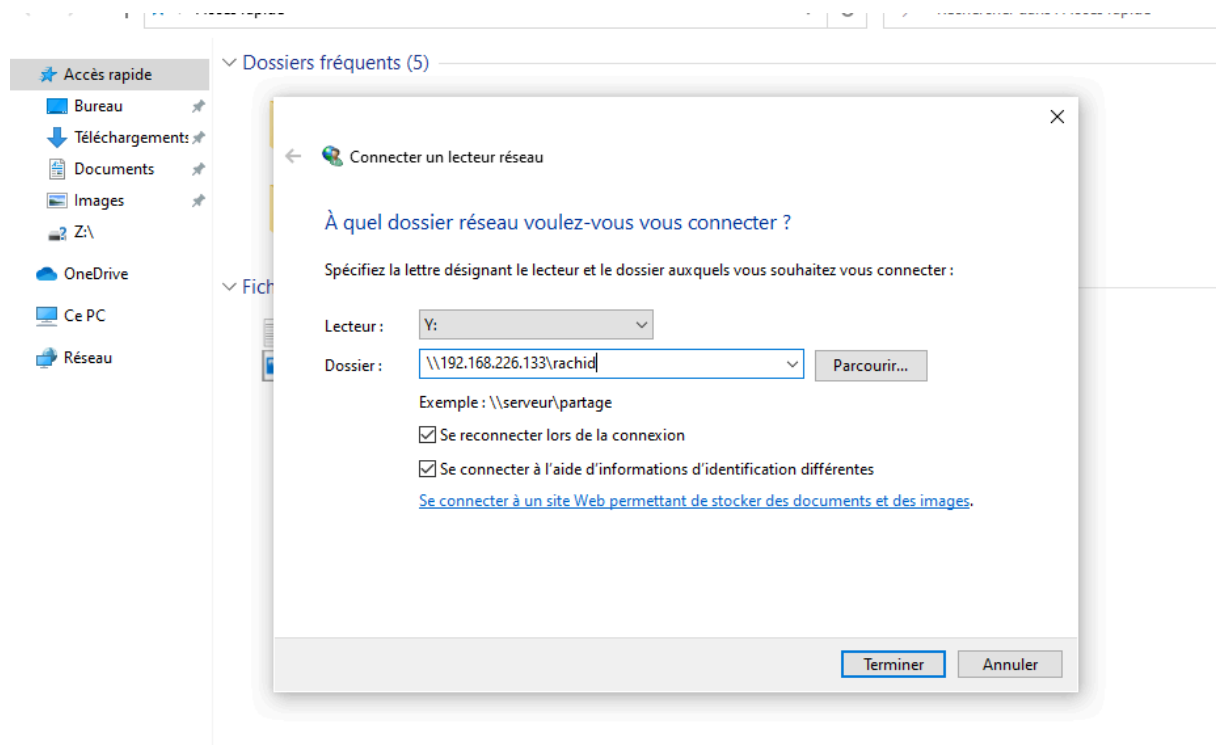 Dossiers fréquents (5)
Accès rapide
Bureau
Téléchargements
Documents
Images
Z:\
OneDrive
Ce PC
Réseau
Fich
Connecter un lecteur réseau
À quel dossier réseau voulez-vous vous connecter ?
Spécifiez la lettre désignant le lecteur et le dossier auxquels vous souhaitez vous connecter :
Lecteur :
Y:
Dossier :
\\192.168.226.133\rachid
Parcourir...
Exemple : \\serveur\partage
Se reconnecter lors de la connexion
Se connecter à l'aide d'informations d'identification différentes
Se connecter à un site Web permettant de stocker des documents et des images.
Terminer
Annuler